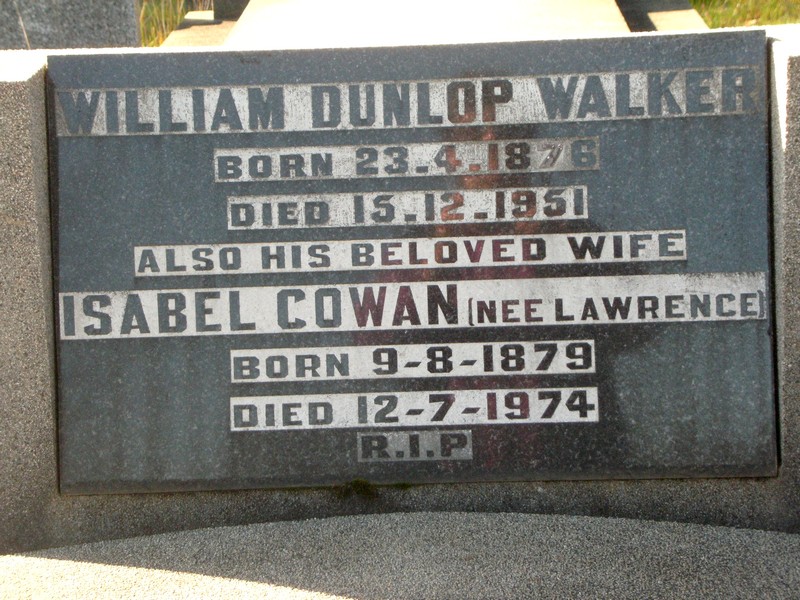 WILLIAM DUNLOP WALKER
BORN 23.4.1876
DIED 15.12.1951
ALSO HIS BELOVED WIFE
ISABEL COWAN (NEE LAWRENCE)
BORN 9-8-1879
DIED 12-7-1974
R.I.P